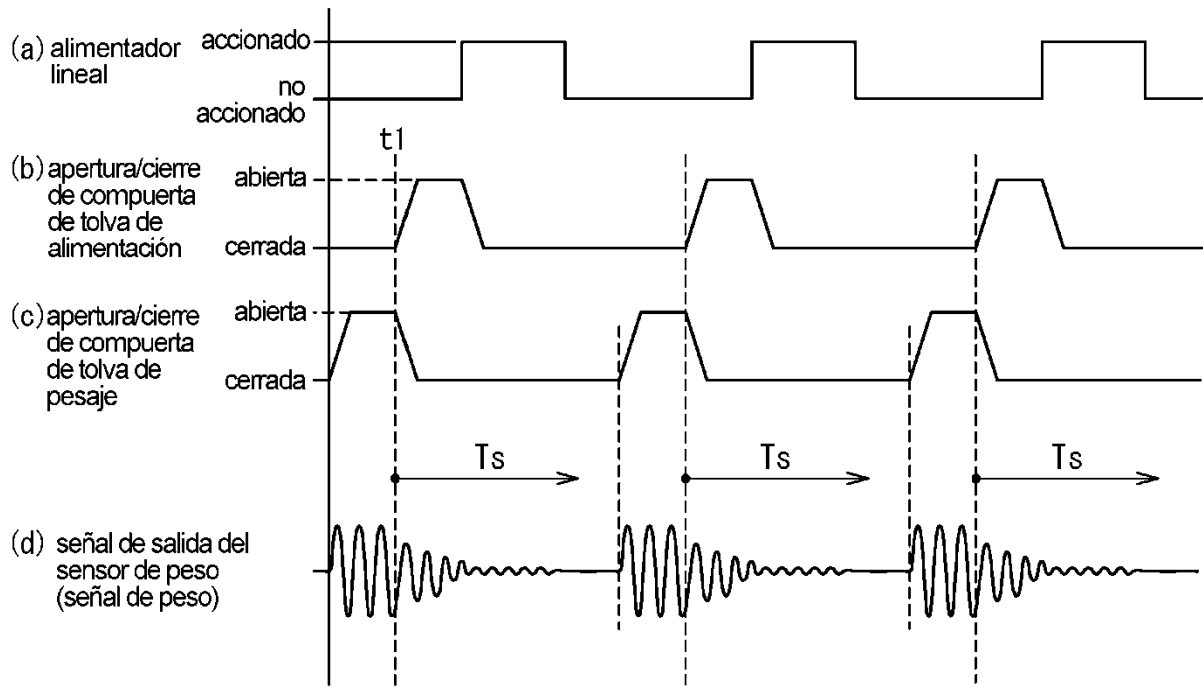 (a) alimentador
lineal
accionado
no
accionado
t1
(b) apertura/cierre
de compuerta
de tolva de
alimentación
abierta
cerrada
(c) apertura/cierre
de compuerta
de tolva de
pesaje
abierta
cerrada
Ts
Ts
Ts
(d) señal de salida del
sensor de peso
(señal de peso)